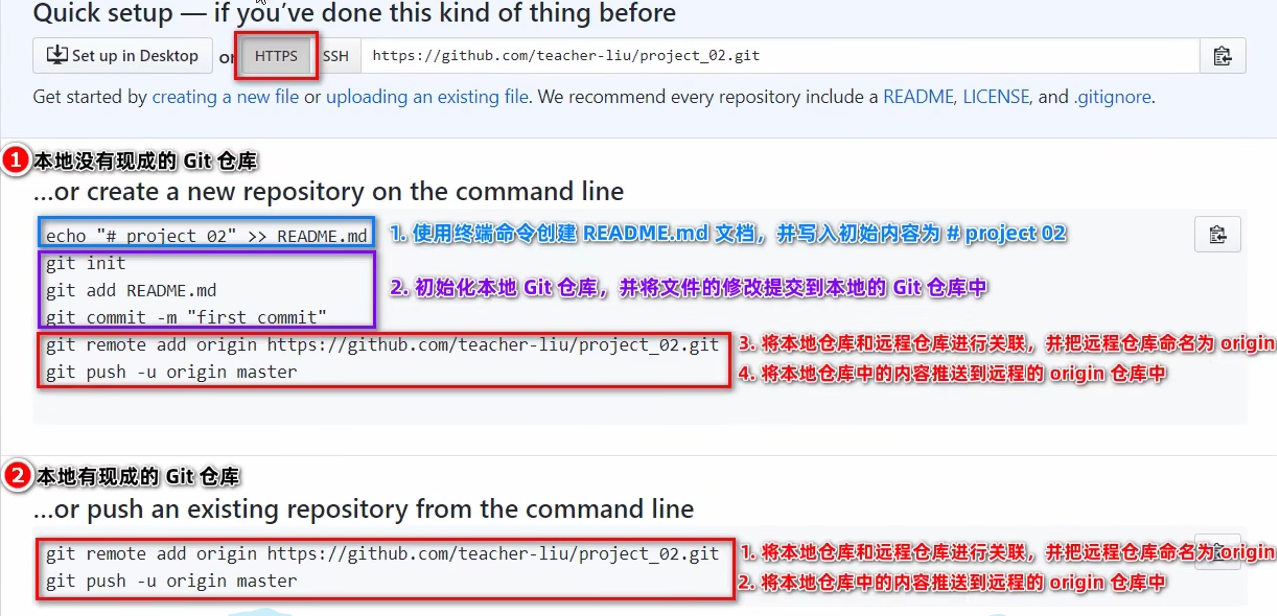 Quick setup — if you've done this kind of thing before
Set up in Desktop or HTTPS SSH https://github.com/teacher-liu/project_02.git
Get started by creating a new file or uploading an existing file. We recommend every repository include a README, LICENSE, and .gitignore.
1 本地没有现成的 Git 仓库
...or create a new repository on the command line
echo "# project_02" >> README.md 1. 使用终端命令创建 README.md 文档，并写入初始内容为 # project 02
git init
git add README.md 2. 初始化本地 Git 仓库，并将文件的修改提交到本地的 Git 仓库中
git commit -m "first commit"
git remote add origin https://github.com/teacher-liu/project_02.git 3. 将本地仓库和远程仓库进行关联，并把远程仓库命名为 origin
git push -u origin master 4. 将本地仓库中的内容推送到远程的 origin 仓库中
2 本地有现成的 Git 仓库
...or push an existing repository from the command line
git remote add origin https://github.com/teacher-liu/project_02.git 1. 将本地仓库和远程仓库进行关联，并把远程仓库命名为 origin
git push -u origin master 2. 将本地仓库中的内容推送到远程的 origin 仓库中